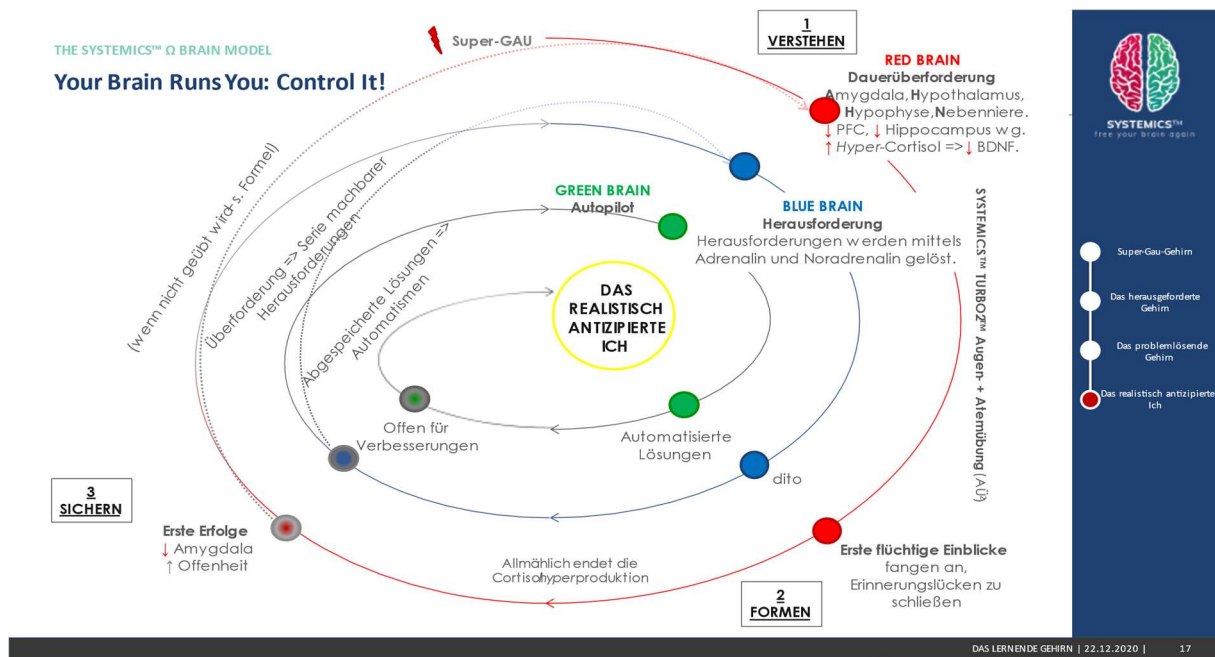 THE SYSTEMICS™ Ω BRAIN MODEL
Your Brain Runs You: Control It!
Super-GAU
1
VERSTEHEN
RED BRAIN
Dauerüberforderung
Amygdala, Hypothalamus,
Hypophyse, Nebenniere.
↓ PFC, ↓ Hippocampus wg.
↑ Hyper-Cortisol => ↓ BDNF.
(wenn nicht geübt wird- s. Formel)
Überforderung => Serie machbarer
Herausforderungen
Abgespeicherte Lösungen =>
Automatismen
GREEN BRAIN
Autopilot
BLUE BRAIN
Herausforderung
Herausforderungen werden mittels
Adrenalin und Noradrenalin gelöst.
DAS
REALISTISCH
ANTIZIPIERTE
ICH
SYSTEMICS™ TURBO2™ Augen- + Atemübung (AÜ²)
Offen für
Verbesserungen
Automatisierte
Lösungen
dito
3
SICHERN
Erste Erfolge
↓ Amygdala
↑ Offenheit
Allmählich endet die
Cortisolhyperproduktion
2
FORMEN
Erste flüchtige Einblicke
fangen an,
Erinnerungslücken zu
schließen
SYSTEMICS™
free your brain again
Super-Gau-Gehirn
Das herausgeforderte
Gehirn
Das problemlösende
Gehirn
Das realistisch antizipierte
Ich
DAS LERNENDE GEHIRN | 22.12.2020 | 17